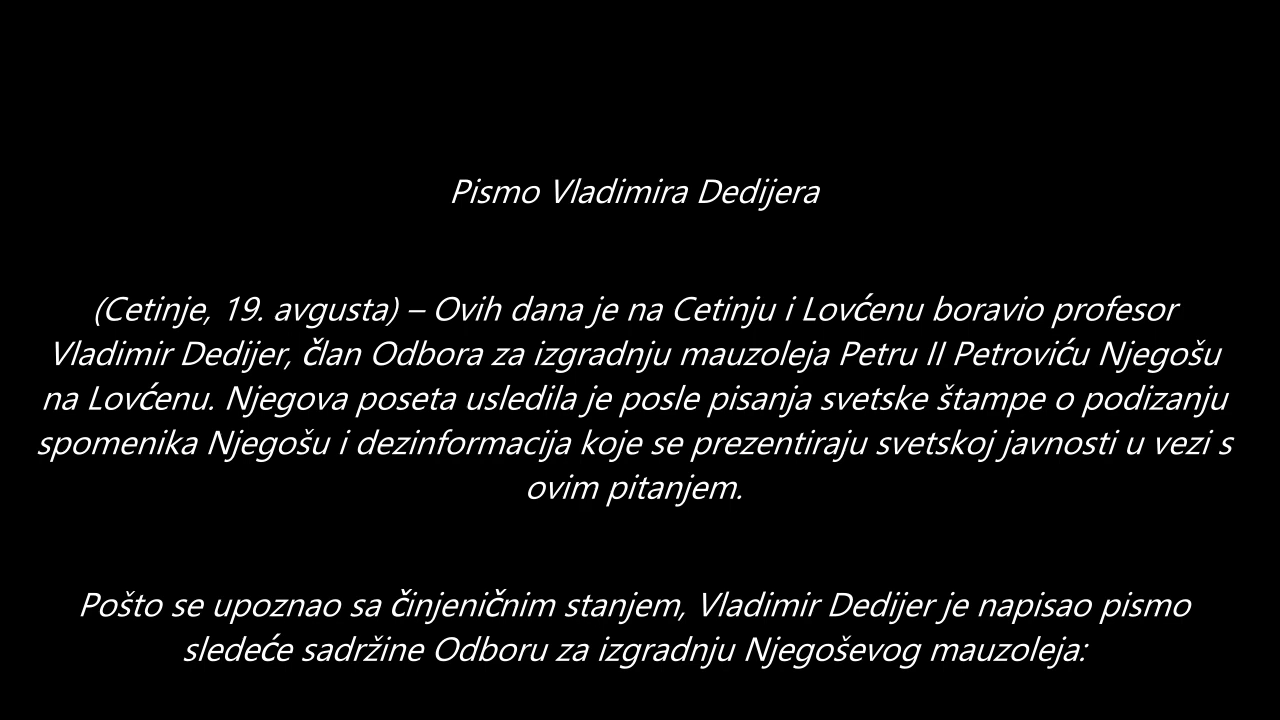 Pismo Vladimira Dedijera
(Cetinje, 19. avgusta) – Ovih dana je na Cetinju i Lovćenu boravio profesor
Vladimir Dedijer, član Odbora za izgradnju mauzoleja Petru II Petroviću Njegošu
na Lovćenu. Njegova poseta usledila je posle pisanja svetske štampe o podizanju
spomenika Njegošu i dezinformacija koje se prezentiraju svetskoj javnosti u vezi s
ovim pitanjem.
Pošto se upoznao sa činjeničnim stanjem, Vladimir Dedijer je napisao pismo
sledeće sadržine Odboru za izgradnju Njegoševog mauzoleja: